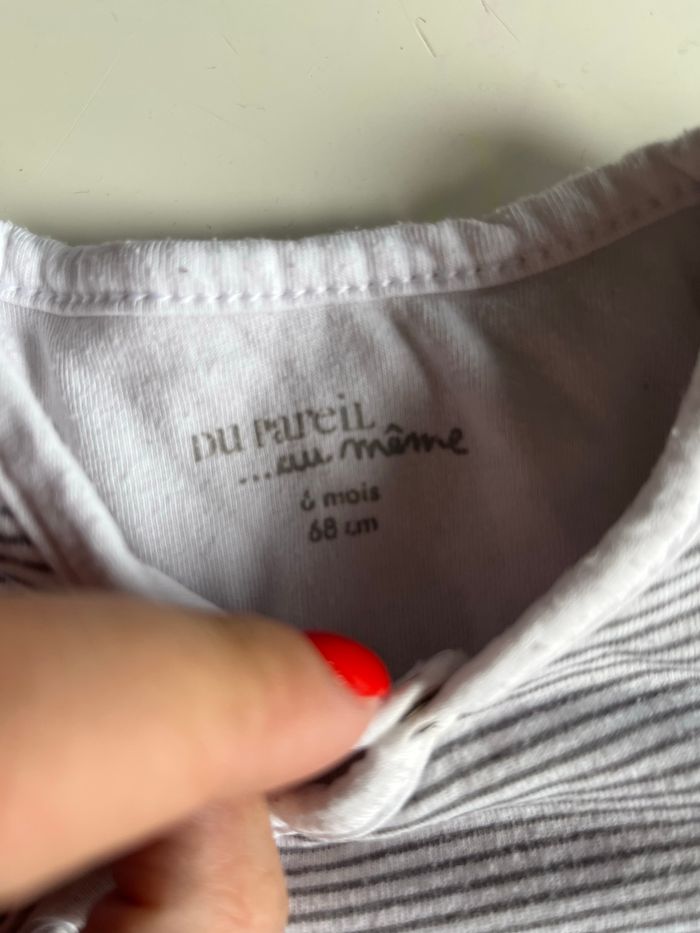 DU PAREIL
...au même
6 mois
68 cm